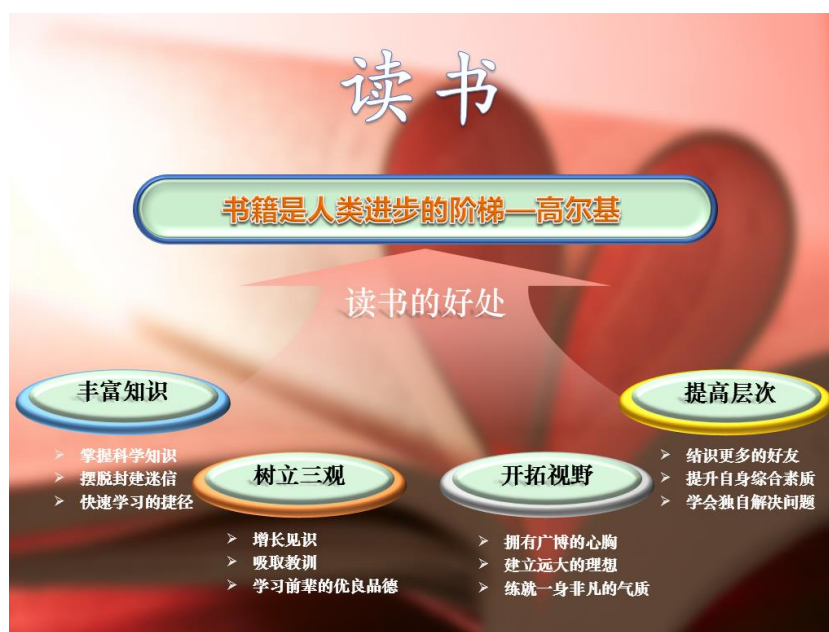 读书
书籍是人类进步的阶梯—高尔基
读书的好处
丰富知识
掌握科学知识
摆脱封建迷信
快速学习的捷径
树立三观
增长见识
吸取教训
学习前辈的优良品德
开拓视野
拥有广博的心胸
建立远大的理想
练就一身非凡的气质
提高层次
结识更多的好友
提升自身综合素质
学会独自解决问题